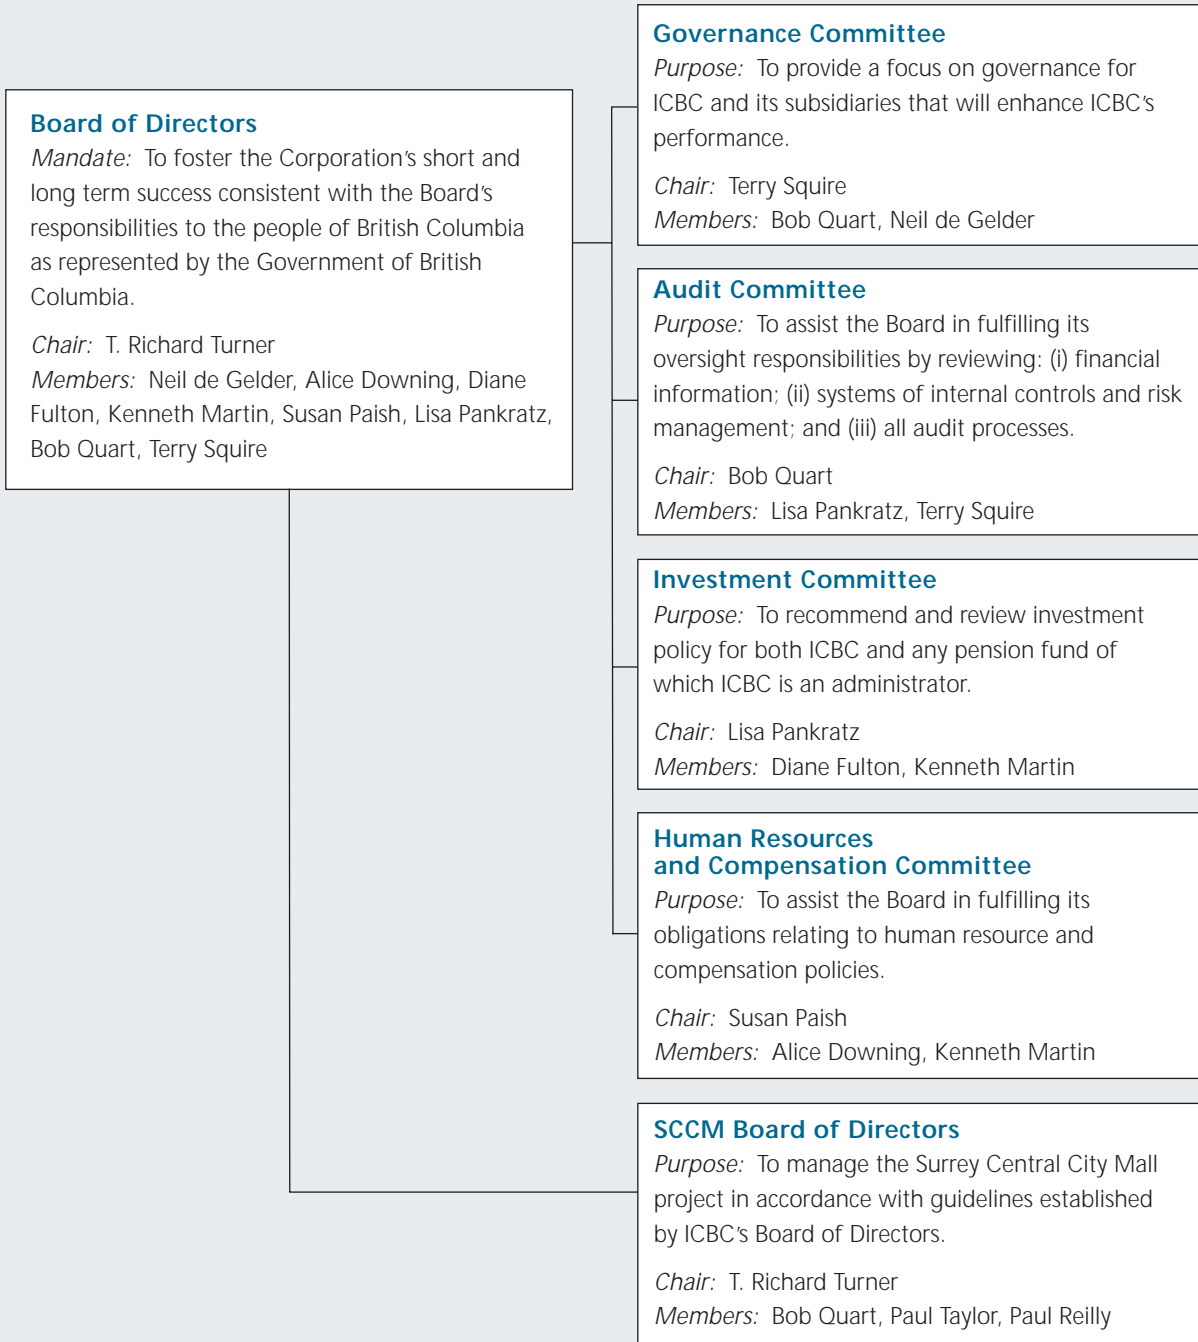 Board of Directors
Mandate: To foster the Corporation's short and
long term success consistent with the Board's
responsibilities to the people of British Columbia
as represented by the Government of British
Columbia.
Chair: T. Richard Turner
Members: Neil de Gelder, Alice Downing, Diane
Fulton, Kenneth Martin, Susan Paish, Lisa Pankratz,
Bob Quart, Terry Squire
Governance Committee
Purpose: To provide a focus on governance for
ICBC and its subsidiaries that will enhance ICBC's
performance.
Chair: Terry Squire
Members: Bob Quart, Neil de Gelder
Audit Committee
Purpose: To assist the Board in fulfilling its
oversight responsibilities by reviewing: (i) financial
information; (ii) systems of internal controls and risk
management; and (iii) all audit processes.
Chair: Bob Quart
Members: Lisa Pankratz, Terry Squire
Investment Committee
Purpose: To recommend and review investment
policy for both ICBC and any pension fund of
which ICBC is an administrator.
Chair: Lisa Pankratz
Members: Diane Fulton, Kenneth Martin
Human Resources
and Compensation Committee
Purpose: To assist the Board in fulfilling its
obligations relating to human resource and
compensation policies.
Chair: Susan Paish
Members: Alice Downing, Kenneth Martin
SCCM Board of Directors
Purpose: To manage the Surrey Central City Mall
project in accordance with guidelines established
by ICBC's Board of Directors.
Chair: T. Richard Turner
Members: Bob Quart, Paul Taylor, Paul Reilly